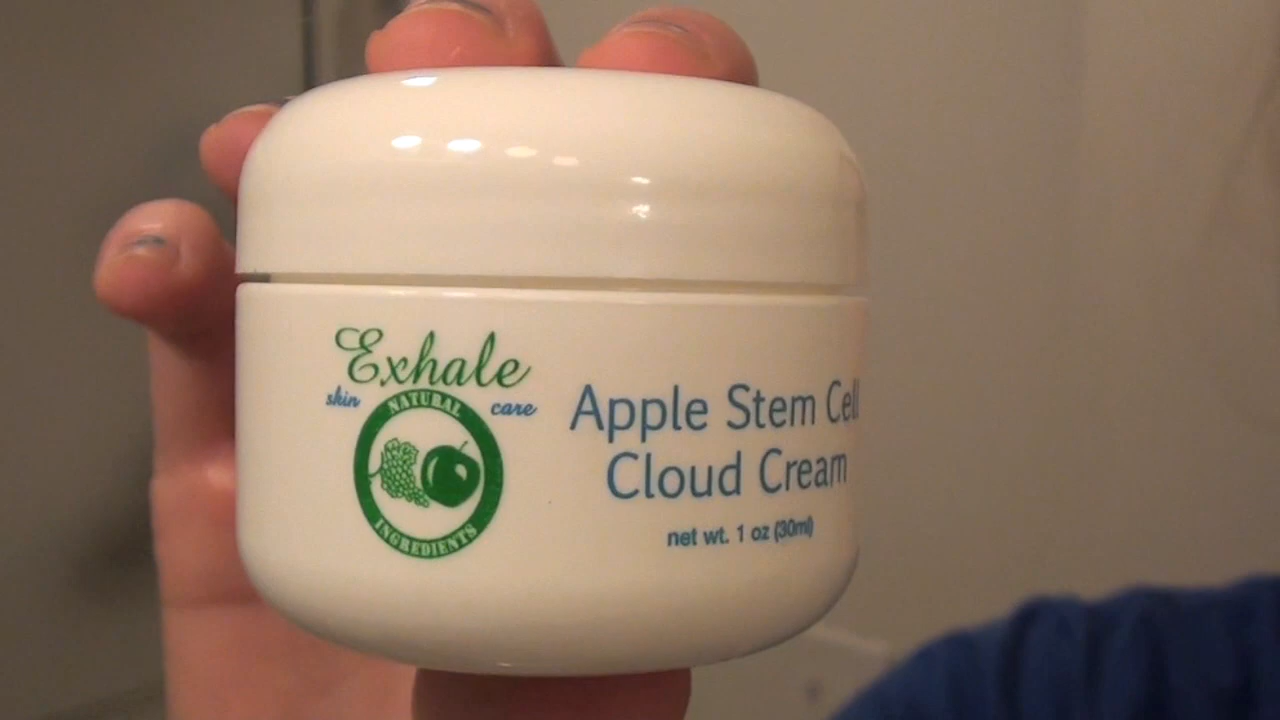 Exhale
skin care
NATURAL
INGREDIENTS
Apple Stem Cell
Cloud Cream
net wt. 1 oz (30ml)